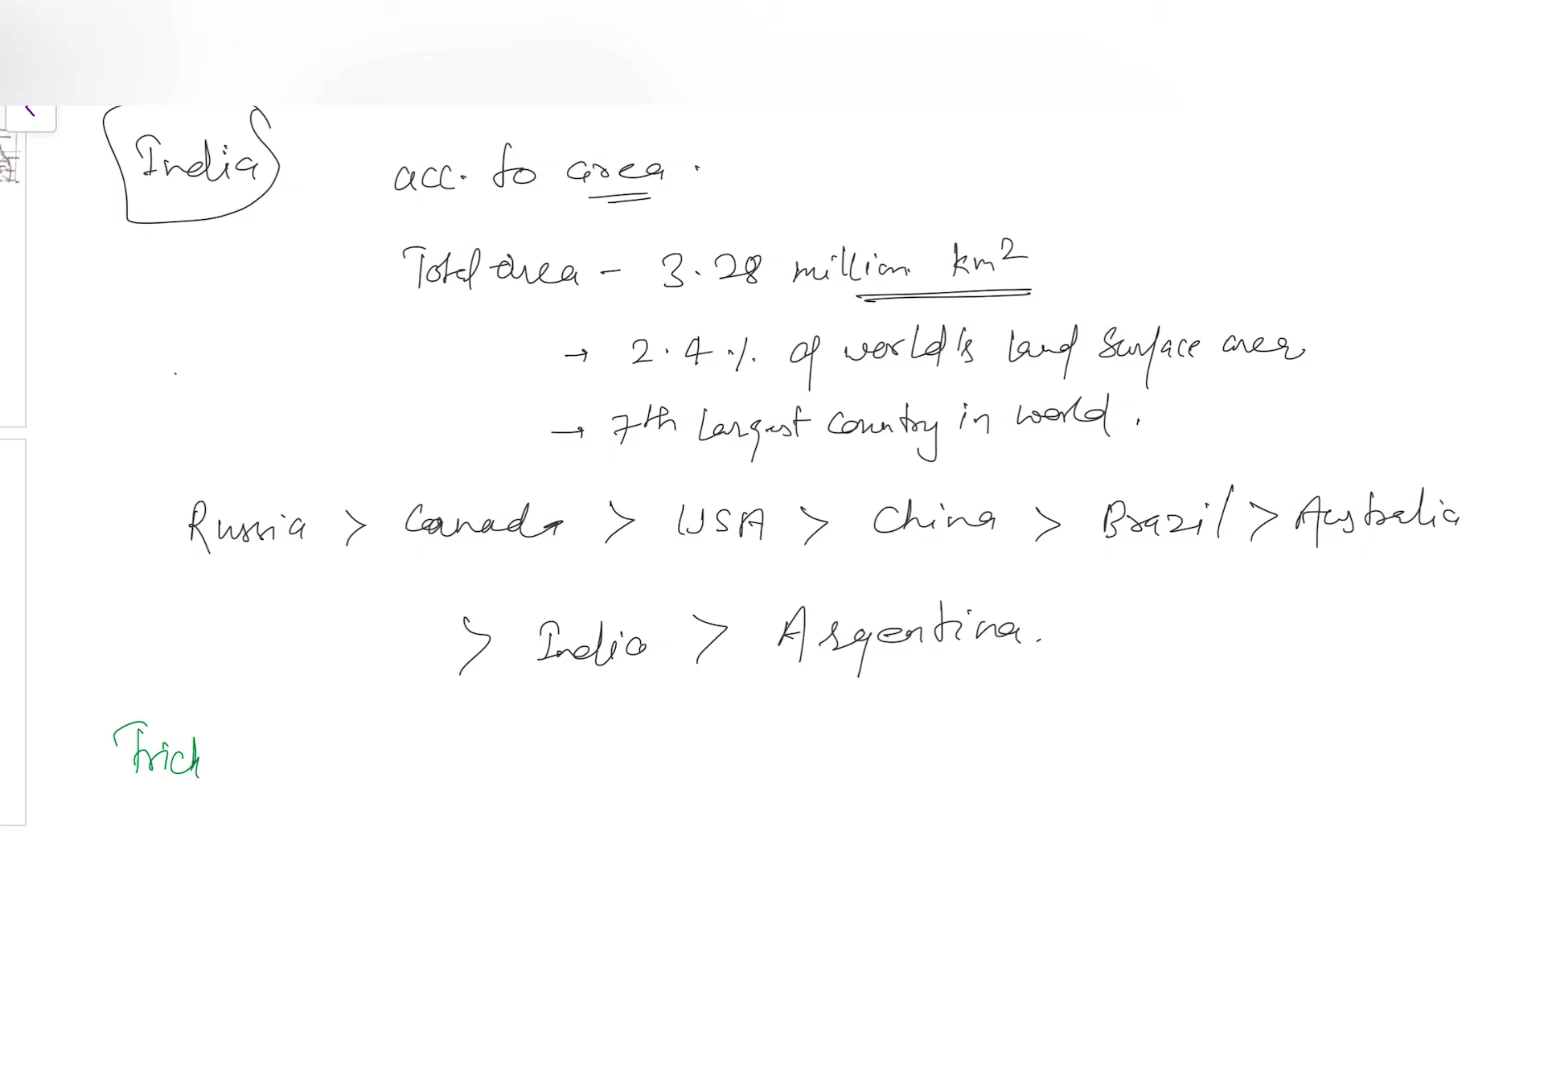 India
acc. to area.
Total area - 3.28 million km²
→ 2.4 % of world's land surface area
→ 7th largest country in world.
Russia > Canada > USA > China > Brazil > Australia
> India > Argentina.
Trick